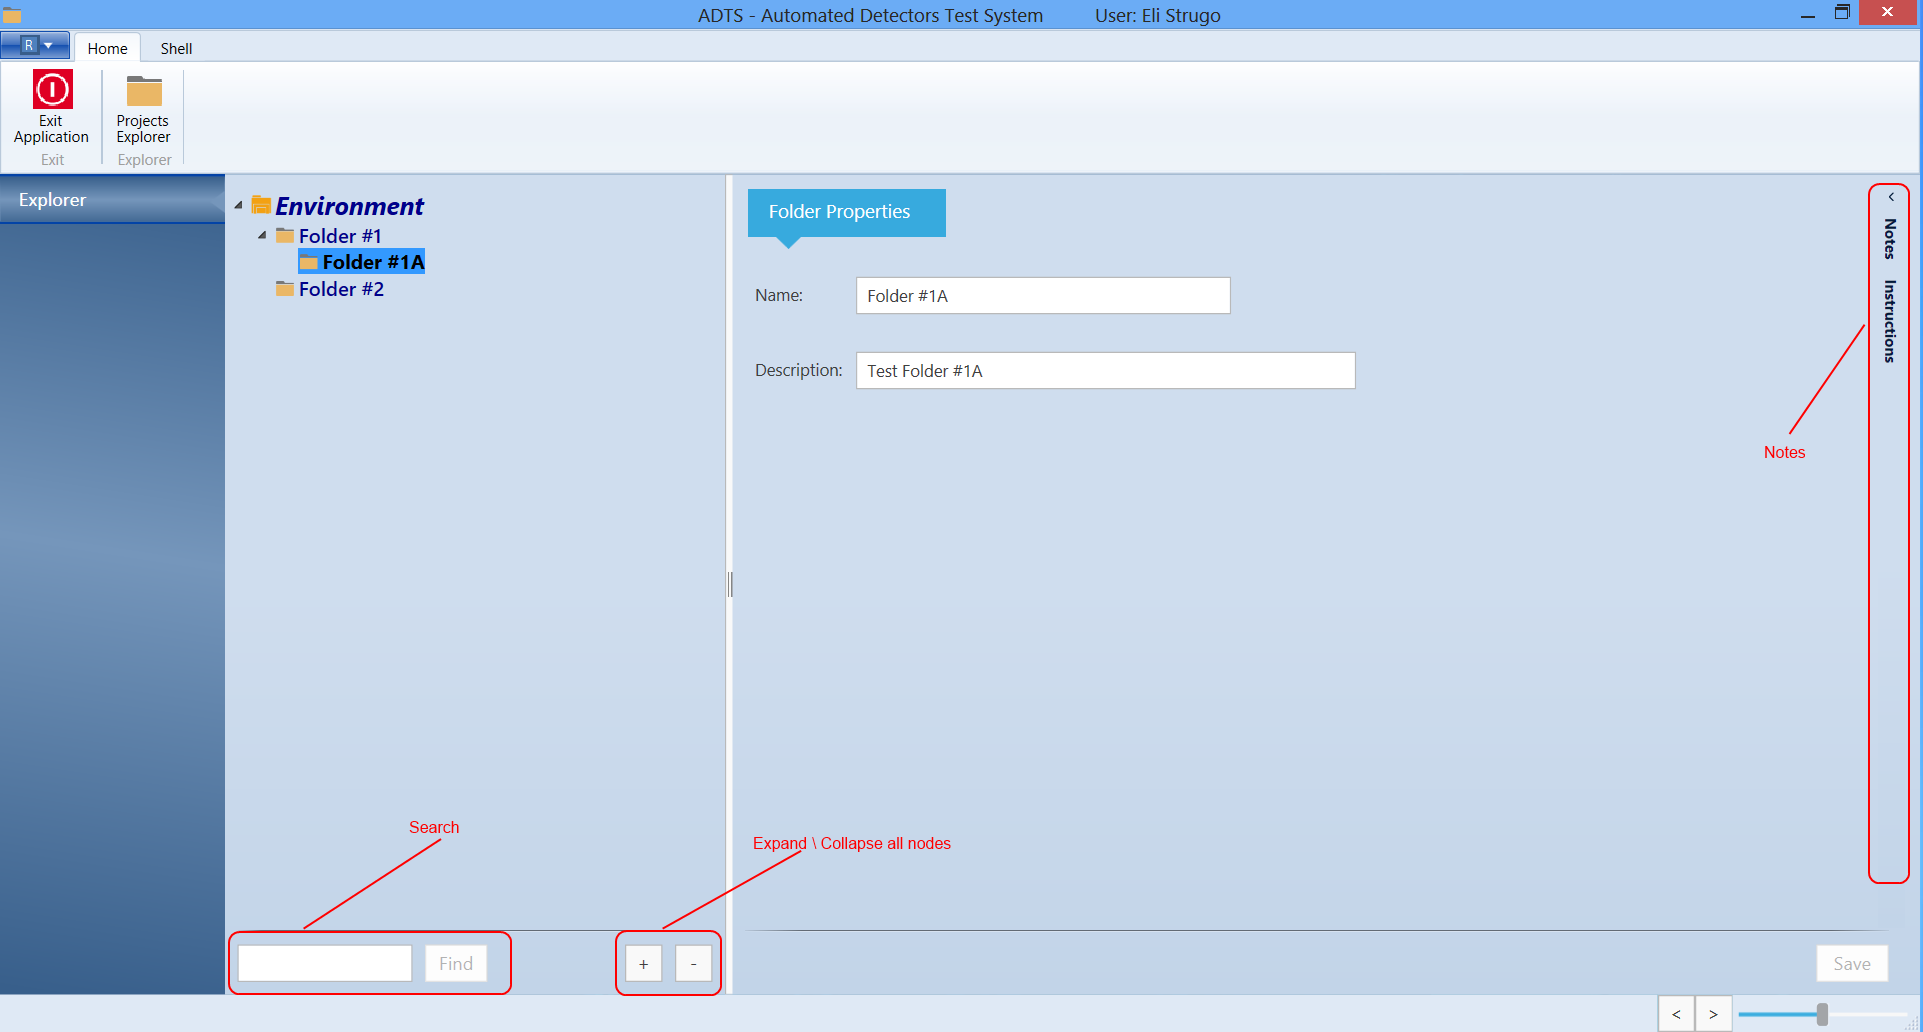 ADTS - Automated Detectors Test System User: Eli Strugo
R Home Shell
Exit
Application
Projects
Explorer
Exit
Explorer
Explorer
Environment
Folder #1
Folder #1A
Folder #2
Folder Properties
Name: Folder #1A
Description: Test Folder #1A
<
Notes
Instructions
Notes
Search
Expand \ Collapse all nodes
Find
+
-
Save
< >